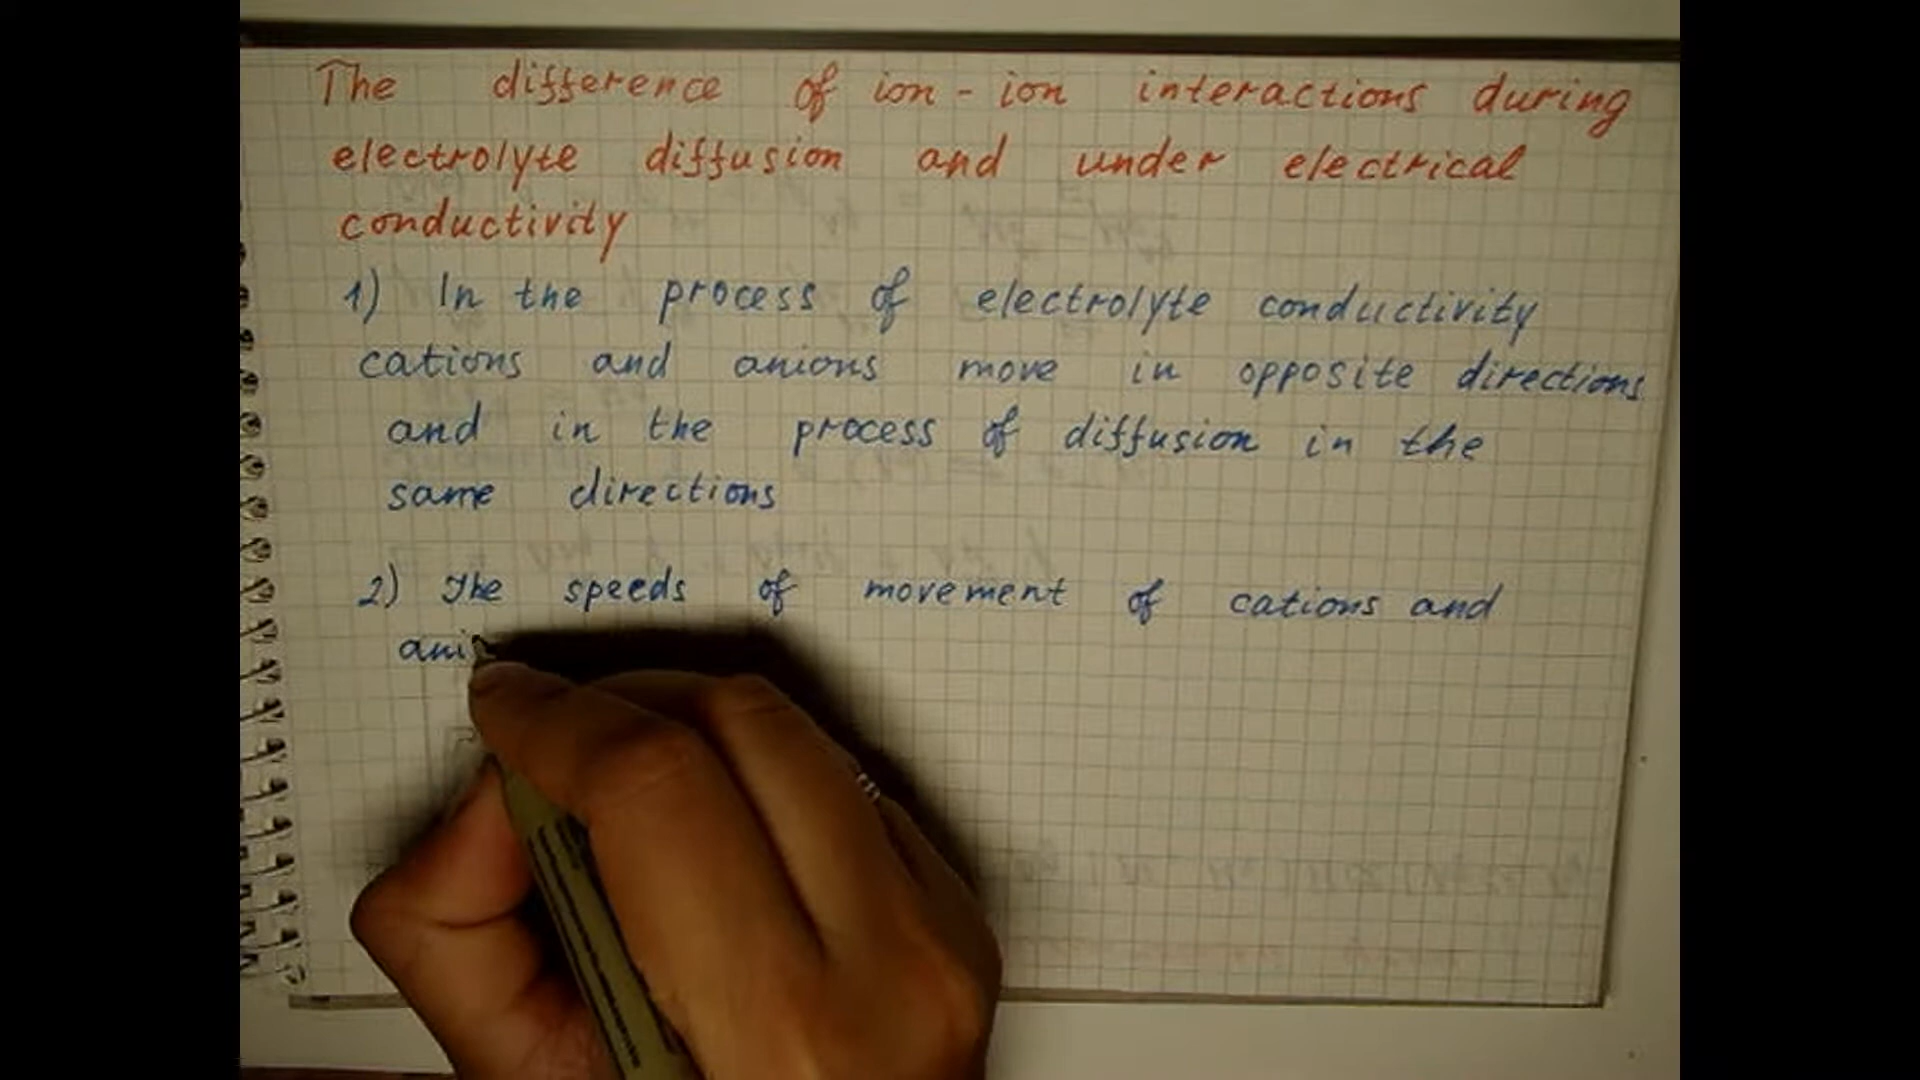 The difference of ion - ion interactions during
electrolyte diffusion and under electrical
conductivity
1) In the process of electrolyte conductivity
cations and anions move in opposite directions
and in the process of diffusion in the
same directions
2) The speeds of movement of cations and
ani